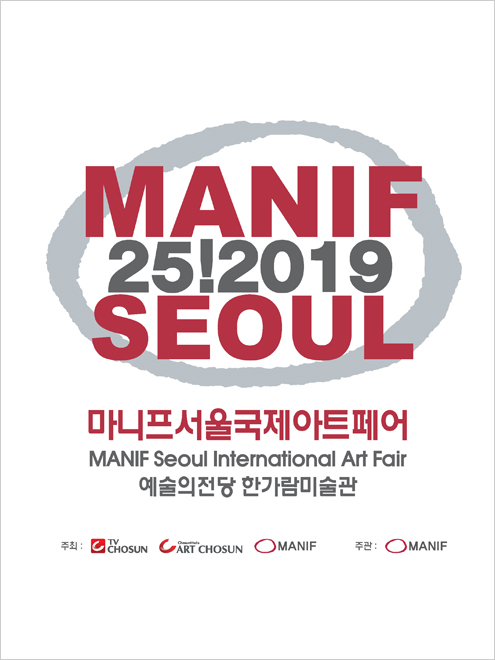 MANIF
25!2019
SEOUL
마니프서울국제아트페어
MANIF Seoul International Art Fair
예술의전당 한가람미술관
주최 : TV CHOSUN ART CHOSUN MANIF 주관 : MANIF